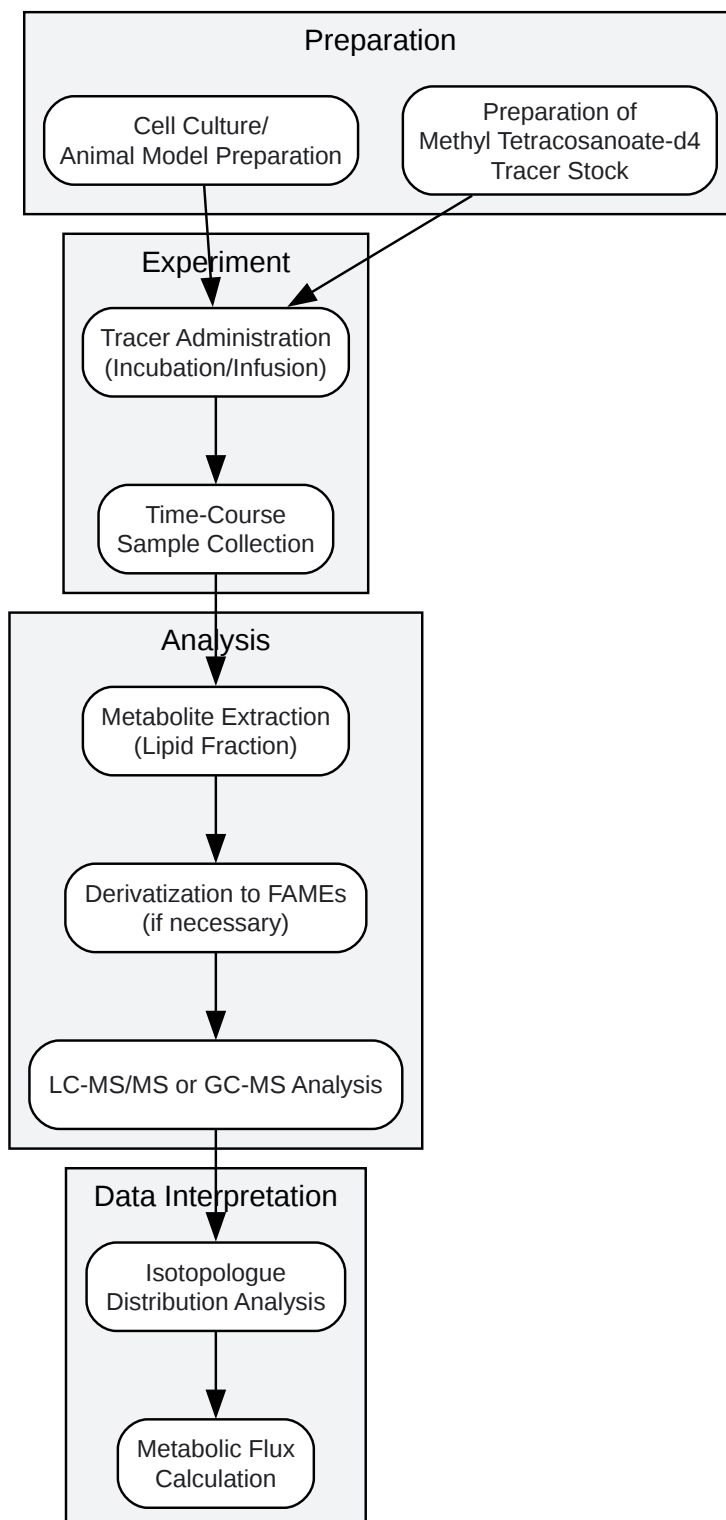 Preparation
Cell Culture/
Animal Model Preparation
Preparation of
Methyl Tetracosanoate-d4
Tracer Stock
Experiment
Tracer Administration
(Incubation/Infusion)
Time-Course
Sample Collection
Analysis
Metabolite Extraction
(Lipid Fraction)
Derivatization to FAMEs
(if necessary)
LC-MS/MS or GC-MS Analysis
Data Interpretation
Isotopologue
Distribution Analysis
Metabolic Flux
Calculation